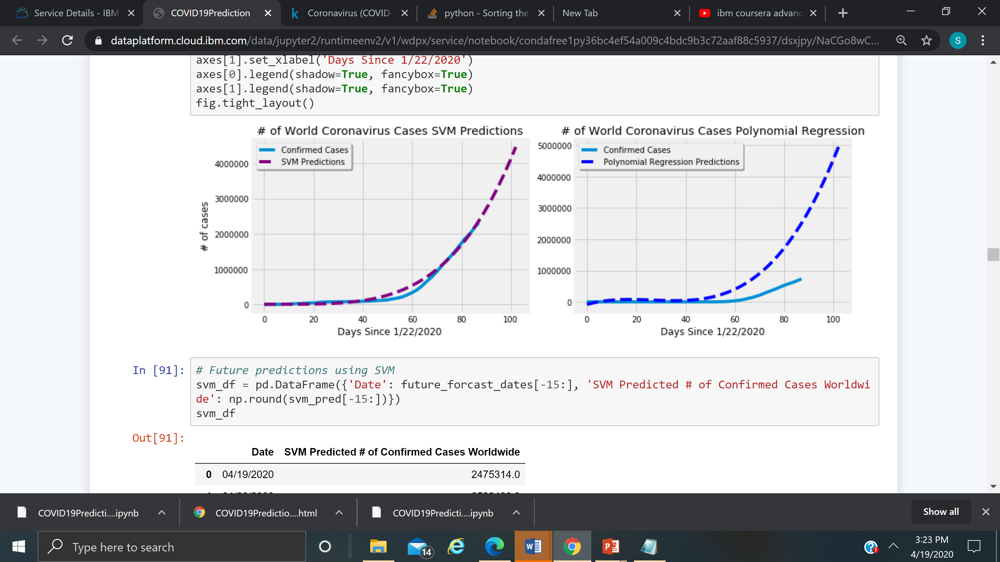 Service Details - IBM
COVID19Prediction
Coronavirus (COVID-
python - Sorting the
New Tab
ibm coursera advanc
dataplatform.cloud.ibm.com/data/jupyter2/runtimeenv2/v1/wdpx/service/notebook/condafree1py36bc4ef54a009c4bdc9b3c72aaf88c5937/dsxjpy/NaCGo8wC...
S
axes[1].set_xlabel('Days Since 1/22/2020')
axes[0].legend(shadow=True, fancybox=True)
axes[1].legend(shadow=True, fancybox=True)
fig.tight_layout()
# of World Coronavirus Cases SVM Predictions
Confirmed Cases
SVM Predictions
4000000
3000000
2000000
1000000
0
# of cases
0 20 40 60 80 100
Days Since 1/22/2020
# of World Coronavirus Cases Polynomial Regression
Confirmed Cases
Polynomial Regression Predictions
5000000
4000000
3000000
2000000
1000000
0
0 20 40 60 80 100
Days Since 1/22/2020
In [91]:
# Future predictions using SVM
svm_df = pd.DataFrame({'Date': future_forcast_dates[-15:], 'SVM Predicted # of Confirmed Cases Worldwi
de': np.round(svm_pred[-15:])})
svm_df
Out[91]:
Date SVM Predicted # of Confirmed Cases Worldwide
0 04/19/2020 2475314.0
COVID19Predicti....ipynb
COVID19Predictio....html
COVID19Predicti....ipynb
Show all
Type here to search
14
3:23 PM
4/19/2020